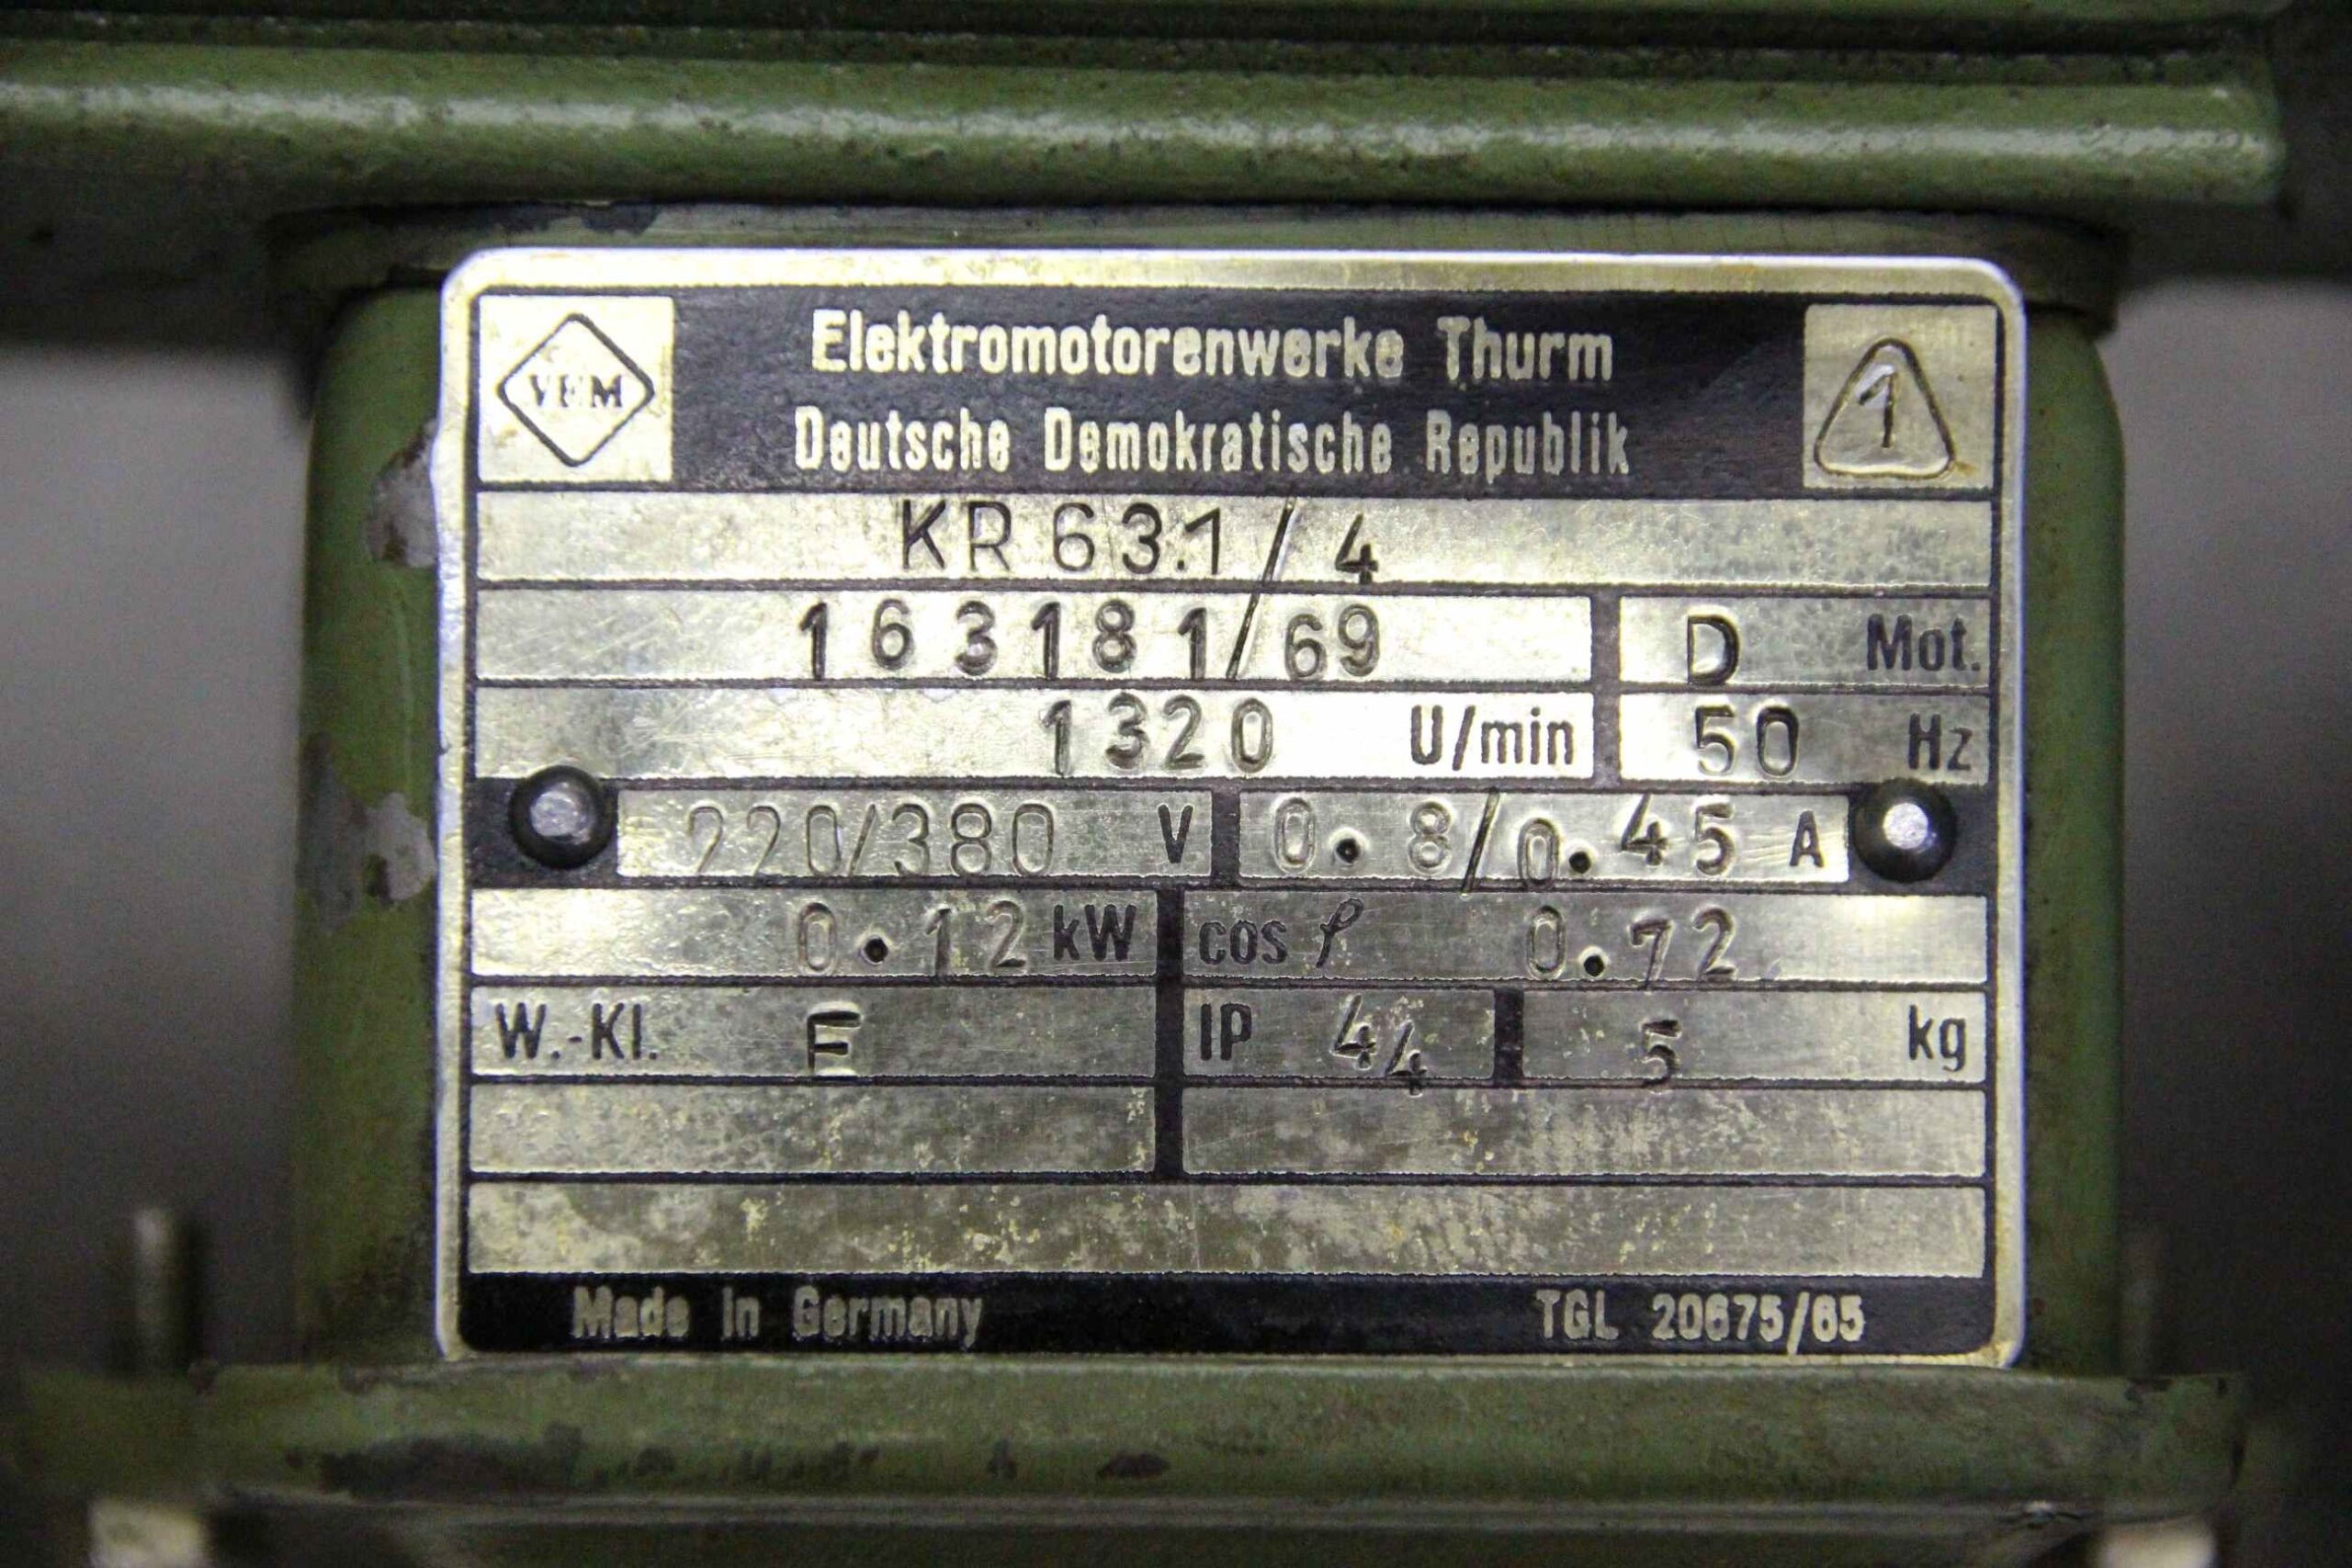 VEM
Elektromotorenwerke Thurm
Deutsche Demokratische Republik
1
KR 63.1/4
163181/69 D Mot.
1320 U/min 50 Hz
220/380 V 0.8/0.45 A
0.12 kW cos φ 0.72
W.-Kl. E IP 44 5 kg
Made in Germany TGL 20675/65